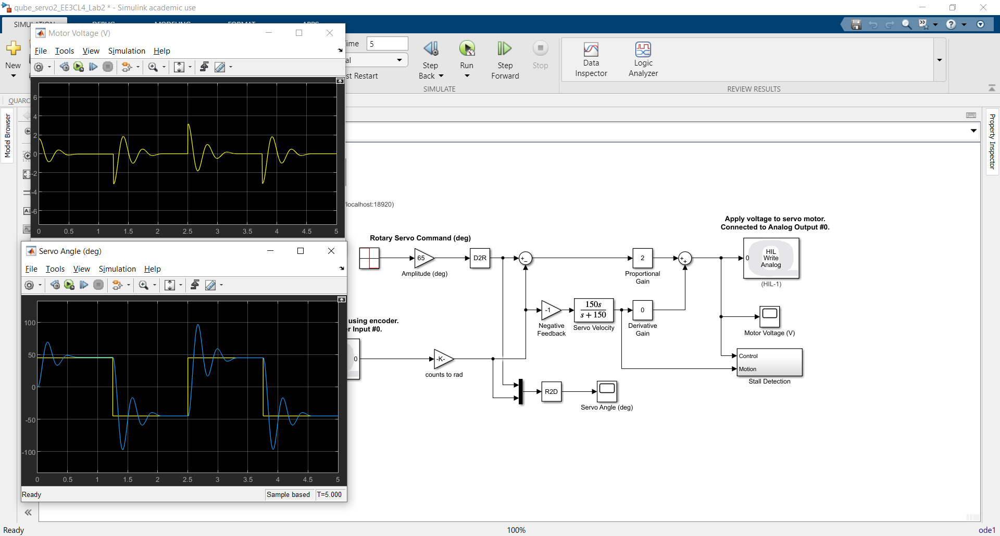 qube_servo2_EE3CL4_Lab2 * - Simulink academic use
Motor Voltage (V)
File Tools View Simulation Help
6
4
2
0
-2
-4
-6
0 0.5 1 1.5 2 2.5 3 3.5 4 4.5 5
Servo Angle (deg)
File Tools View Simulation Help
100
50
0
-50
-100
0 0.5 1 1.5 2 2.5 3 3.5 4 4.5 5
Ready Sample based T=5.000
New
QUARC
Model Browser
ime 5
al
st Restart
Step Back
Run
Step Forward
Stop
SIMULATE
Data Inspector
Logic Analyzer
REVIEW RESULTS
Property Inspector
localhost:18920)
Rotary Servo Command (deg)
65
Amplitude (deg)
D2R
+
−
2
Proportional
Gain
+
+
Apply voltage to servo motor.
Connected to Analog Output #0.
0
HIL
Write
Analog
(HIL-1)
using encoder.
r Input #0.
0
-1
Negative
Feedback
150s
s + 150
Servo Velocity
0
Derivative
Gain
Motor Voltage (V)
-K-
counts to rad
Control
Motion
Stall Detection
R2D
Servo Angle (deg)
Ready 100% ode1